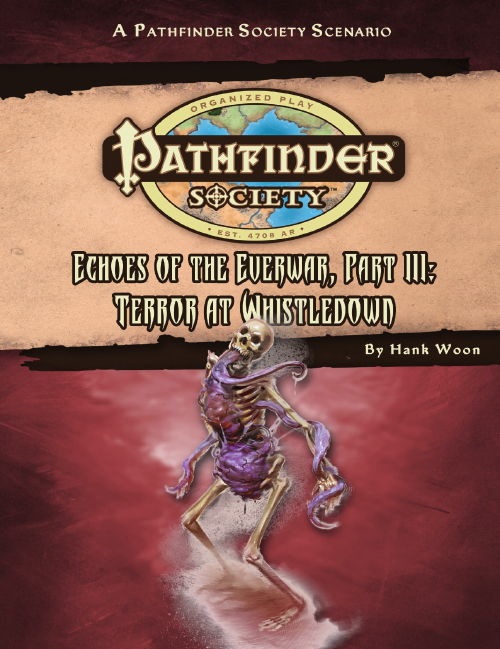 A Pathfinder Society Scenario
ORGANIZED PLAY
PATHFINDER®
SOCIETY™
• EST. 4708 AR •
Echoes of the Everwar, Part III:
Terror at Whistledown
By Hank Woon